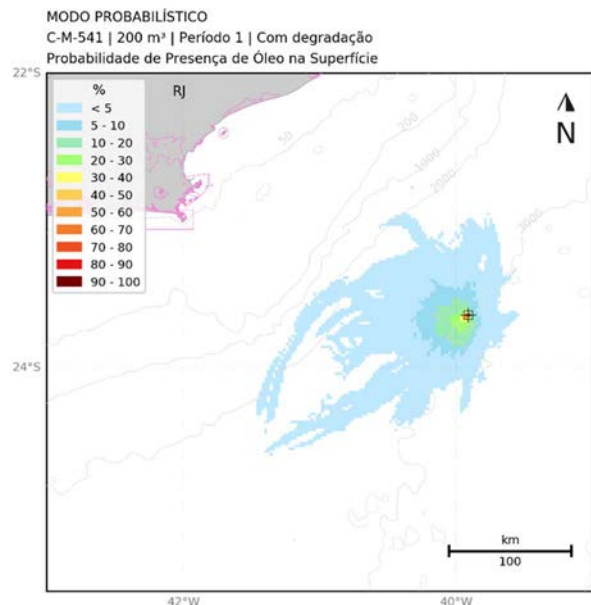 MODO PROBABILÍSTICO
C-M-541 | 200 m³ | Período 1 | Com degradação
Probabilidade de Presença de Óleo na Superfície
22°S
%
RJ
< 5
5 - 10
10 - 20
20 - 30
30 - 40
40 - 50
50 - 60
60 - 70
70 - 80
80 - 90
90 - 100
N
50
200
2000
3000
24°S
km
100
42°W
40°W